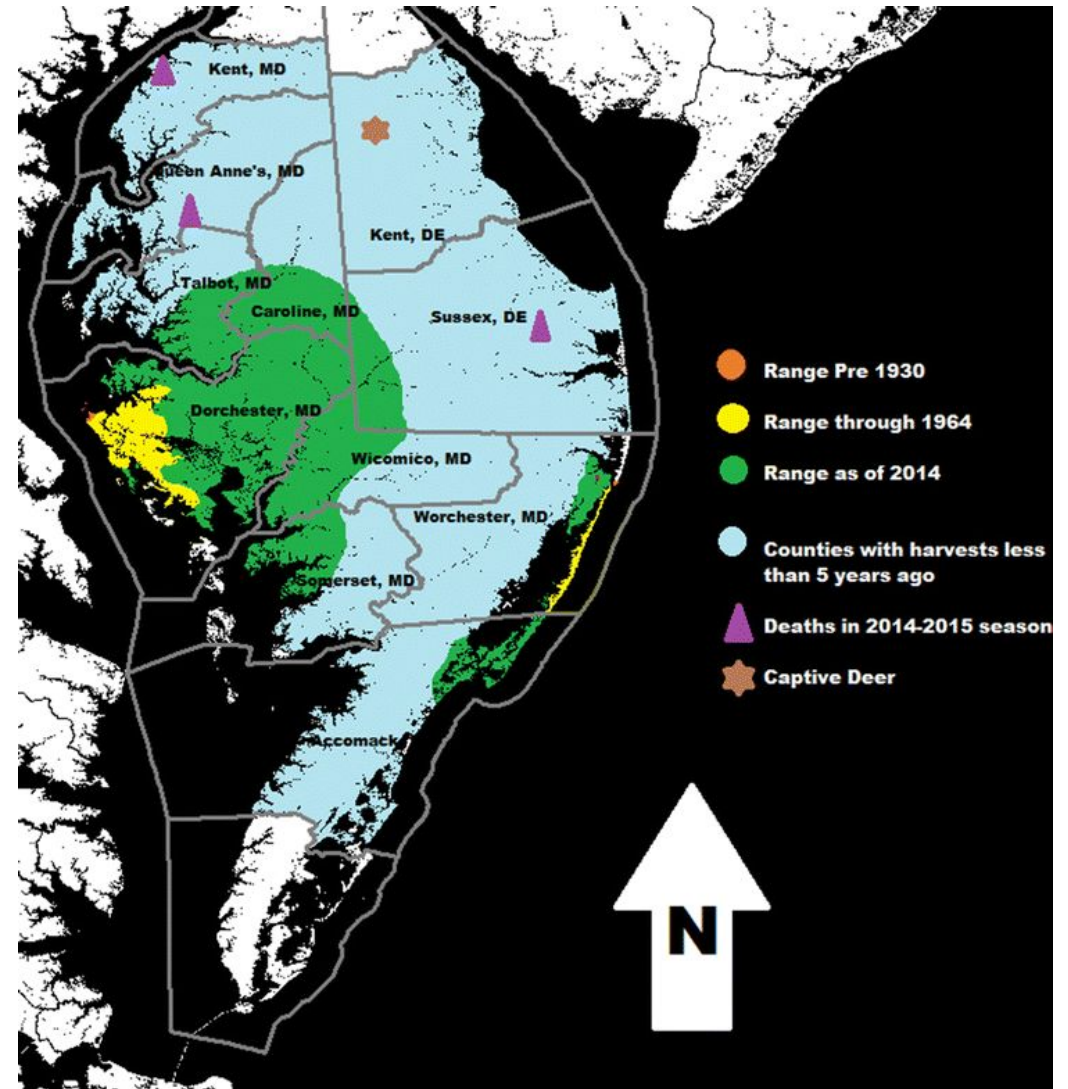 Kent, MD
Queen Anne's, MD
Kent, DE
Talbot, MD
Caroline, MD
Sussex, DE
Dorchester, MD
Wicomico, MD
Worchester, MD
Somerset, MD
Accomack
Range Pre 1930
Range through 1964
Range as of 2014
Counties with harvests less
than 5 years ago
Deaths in 2014-2015 season
Captive Deer
N